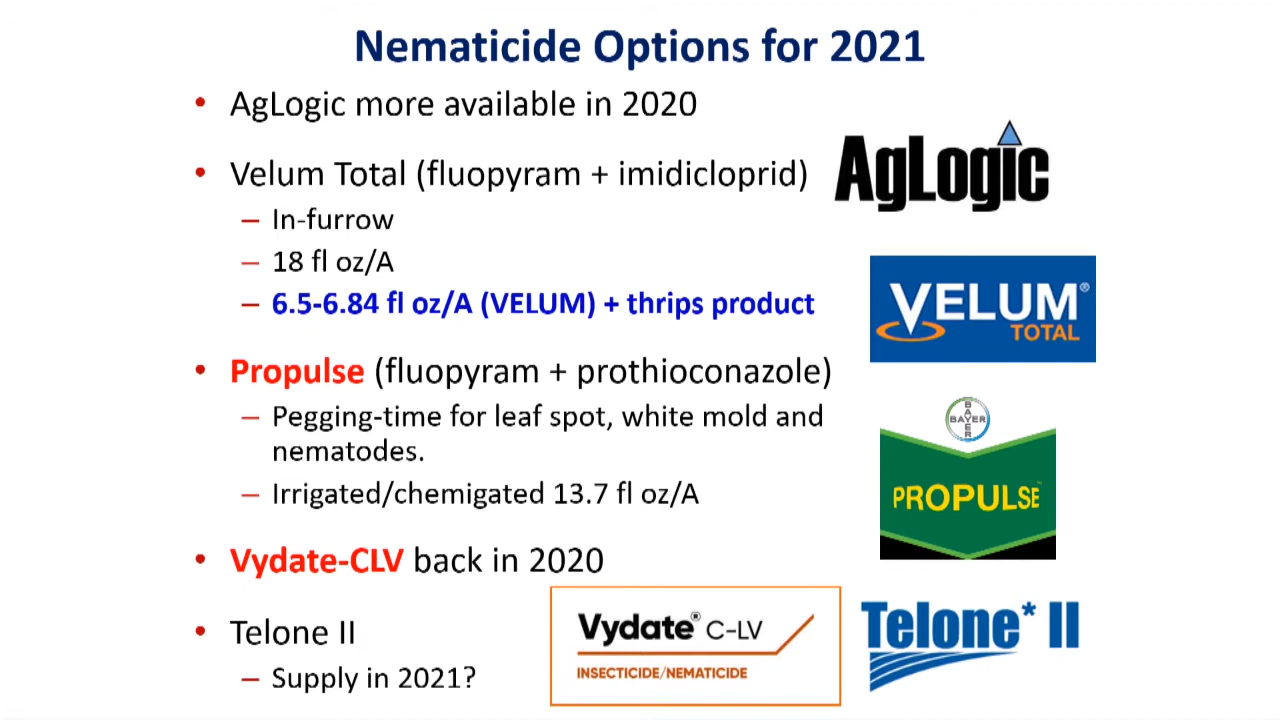 Nematicide Options for 2021
• AgLogic more available in 2020
• Velum Total (fluopyram + imidicloprid)
– In-furrow
– 18 fl oz/A
– 6.5-6.84 fl oz/A (VELUM) + thrips product
• Propulse (fluopyram + prothioconazole)
– Pegging-time for leaf spot, white mold and
nematodes.
– Irrigated/chemigated 13.7 fl oz/A
• Vydate-CLV back in 2020
• Telone II
– Supply in 2021?
AgLogic
VELUM®
TOTAL
BAYER
BAYER
PROPULSE
Vydate® C-LV
INSECTICIDE/NEMATICIDE
Telone* II